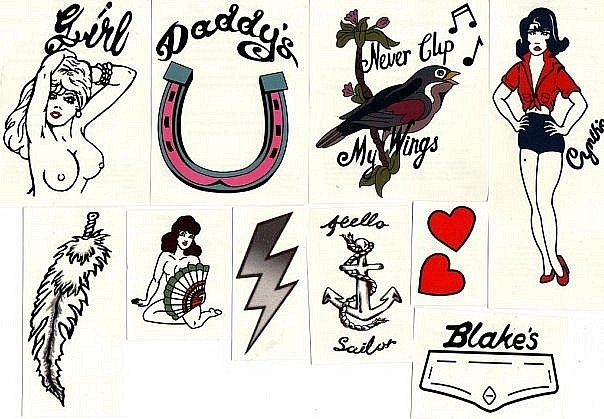 Girl
Daddy's
Never Clip
My Wings
Cynthia
Hello
Sailor
Blake's